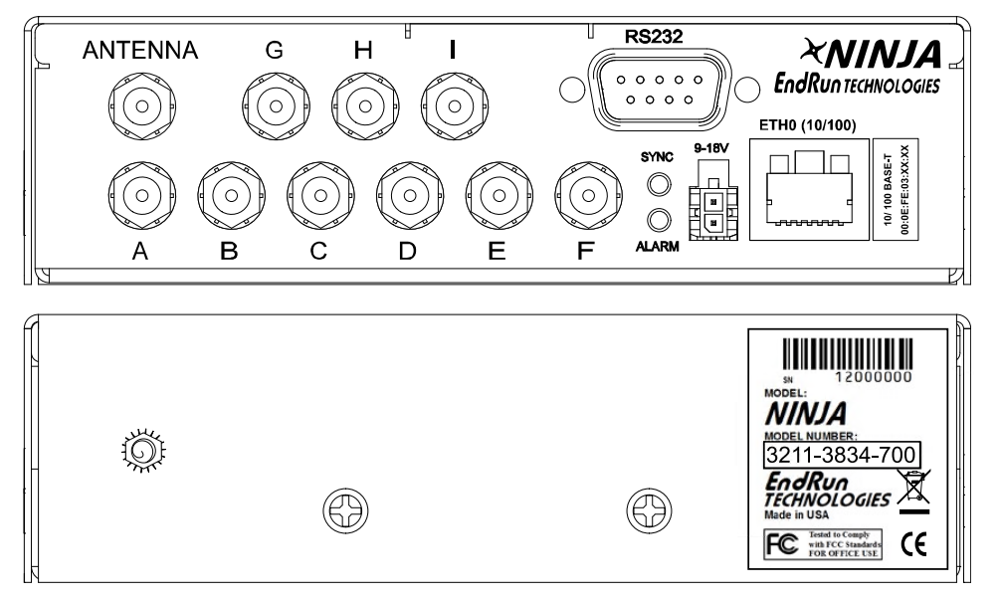 ANTENNA G H I RS232
NINJA
EndRun TECHNOLOGIES
ETH0 (10/100)
SYNC 9-18V
10/100 BASE-T
00:0E:FE:03:XX:XX
ALARM
A B C D E F
SN 12000000
MODEL:
NINJA
MODEL NUMBER:
3211-3834-700
EndRun
TECHNOLOGIES
Made in USA
FC Tested to Comply
with FCC Standards
FOR OFFICE USE
CE